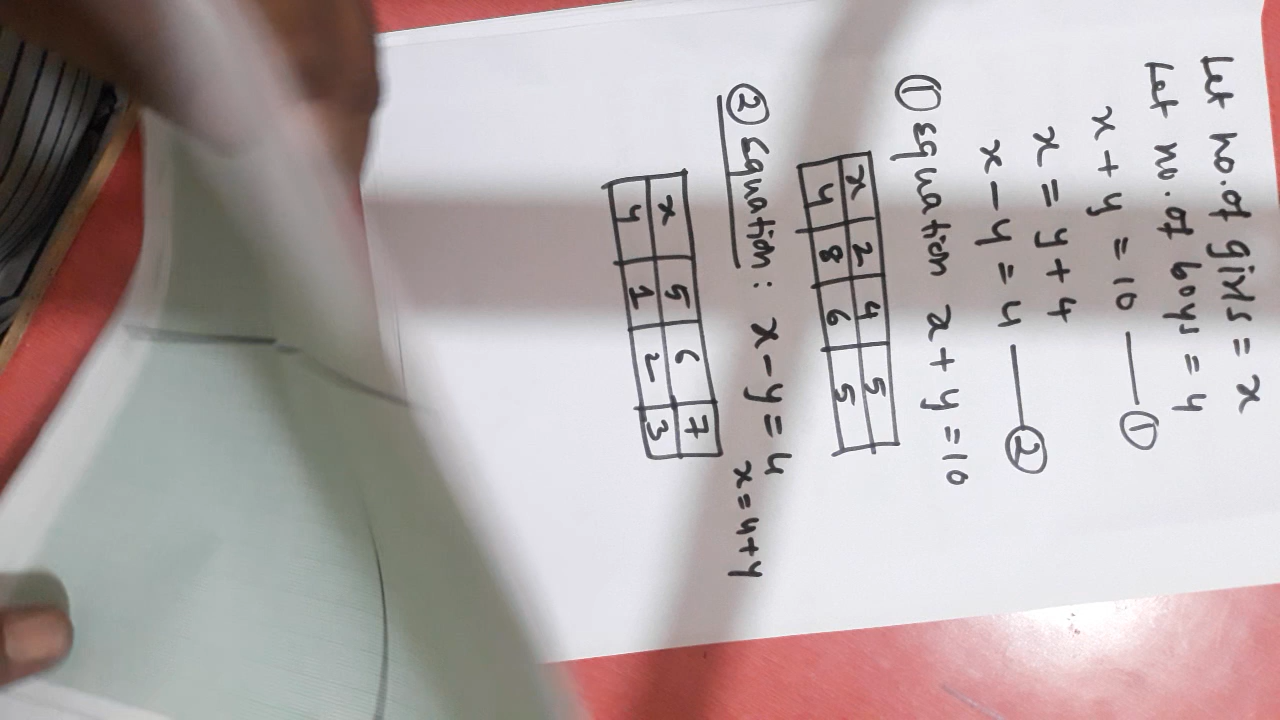 Let no. of girls = x
Let no. of boys = y
x + y = 10 — ①
x = y + 4
x - y = 4 — ②
① Equation x + y = 10
x 2 4 5
y 8 6 5
② Equation: x - y = 4
x = 4 + y
x 5 6 7
y 1 2 3